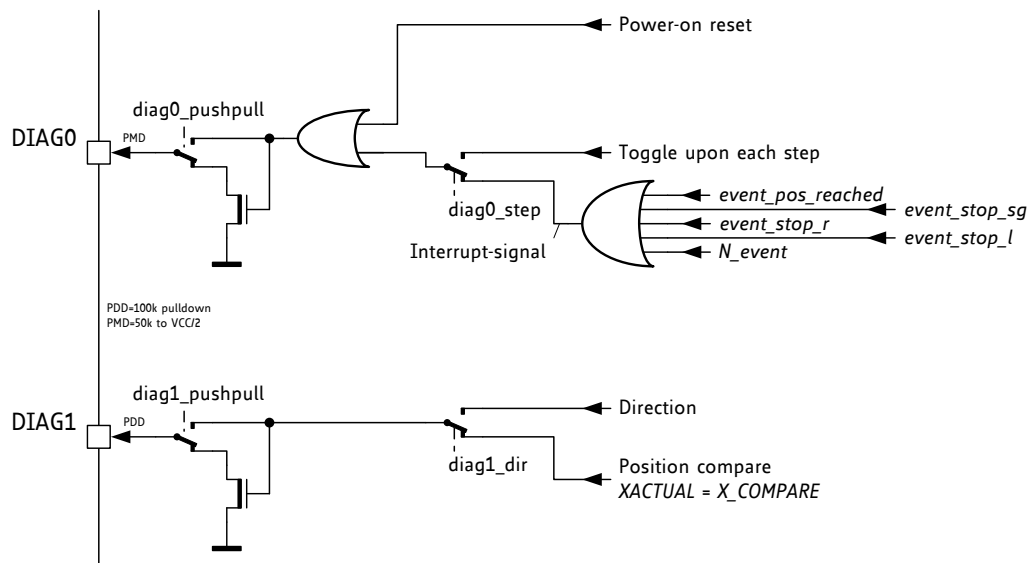 Power-on reset
diag0_pushpull
DIAG0
PMD
Toggle upon each step
diag0_step
event_pos_reached
event_stop_sg
event_stop_r
event_stop_l
N_event
Interrupt-signal
PDD=100k pulldown
PMD=50k to VCC/2
diag1_pushpull
DIAG1
PDD
Direction
diag1_dir
Position compare
XACTUAL = X_COMPARE